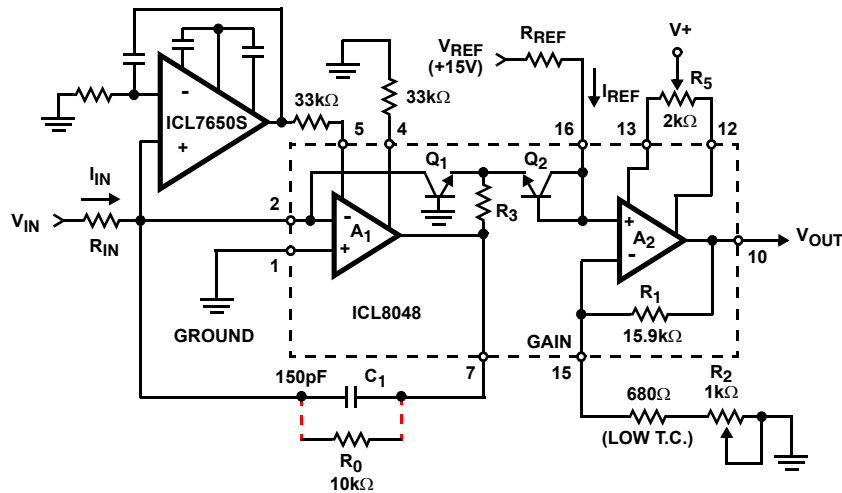 V+
VREF
(+15V)
RREF
R5
2kΩ
ICL7650S
-
+
33kΩ
33kΩ
IREF
5
4
16
13
12
Q1
Q2
IIN
VIN
RIN
2
1
-
A1
+
R3
+
A2
-
10
VOUT
R1
15.9kΩ
ICL8048
GROUND
GAIN
7
15
150pF
C1
R0
10kΩ
680Ω
(LOW T.C.)
R2
1kΩ